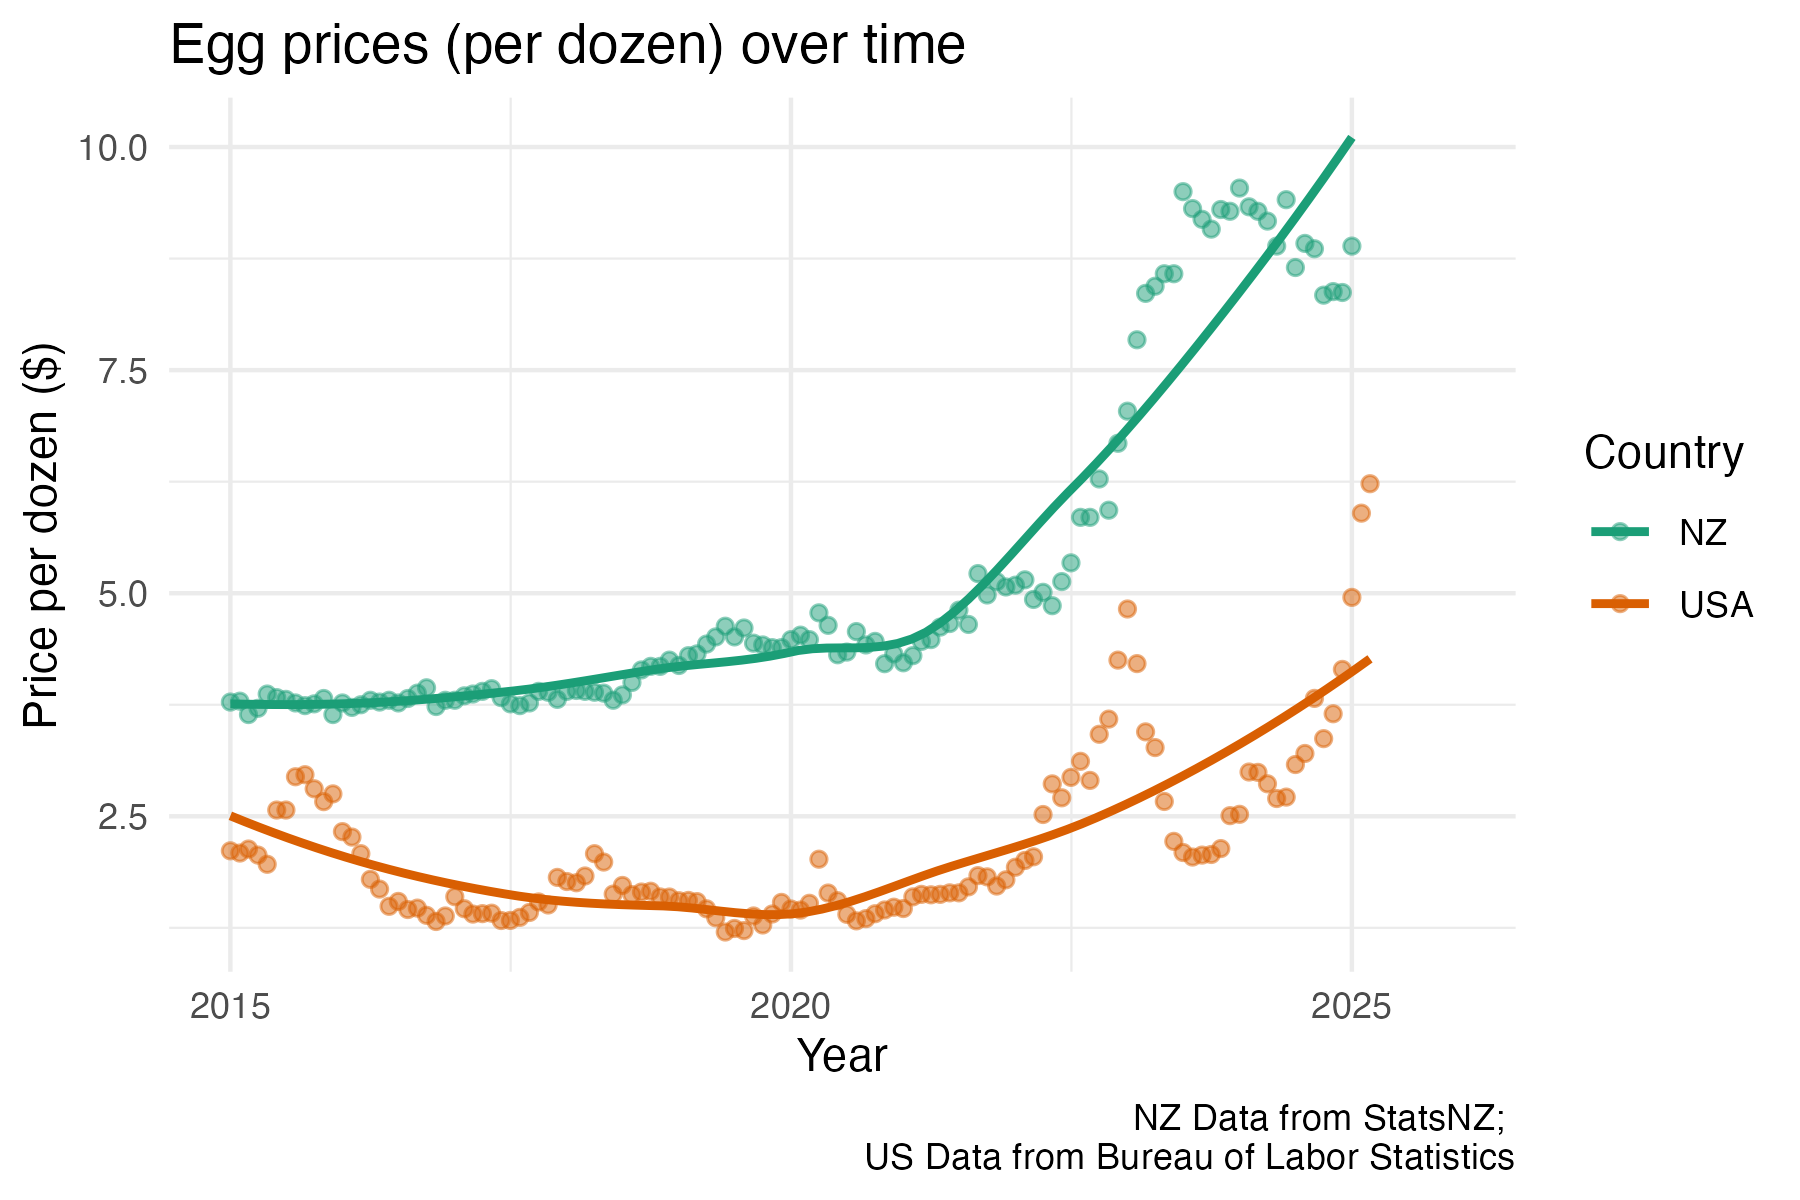 Egg prices (per dozen) over time
Price per dozen ($)
10.0
7.5
5.0
2.5
2015
2020
2025
Year
Country
NZ
USA
NZ Data from StatsNZ;
US Data from Bureau of Labor Statistics